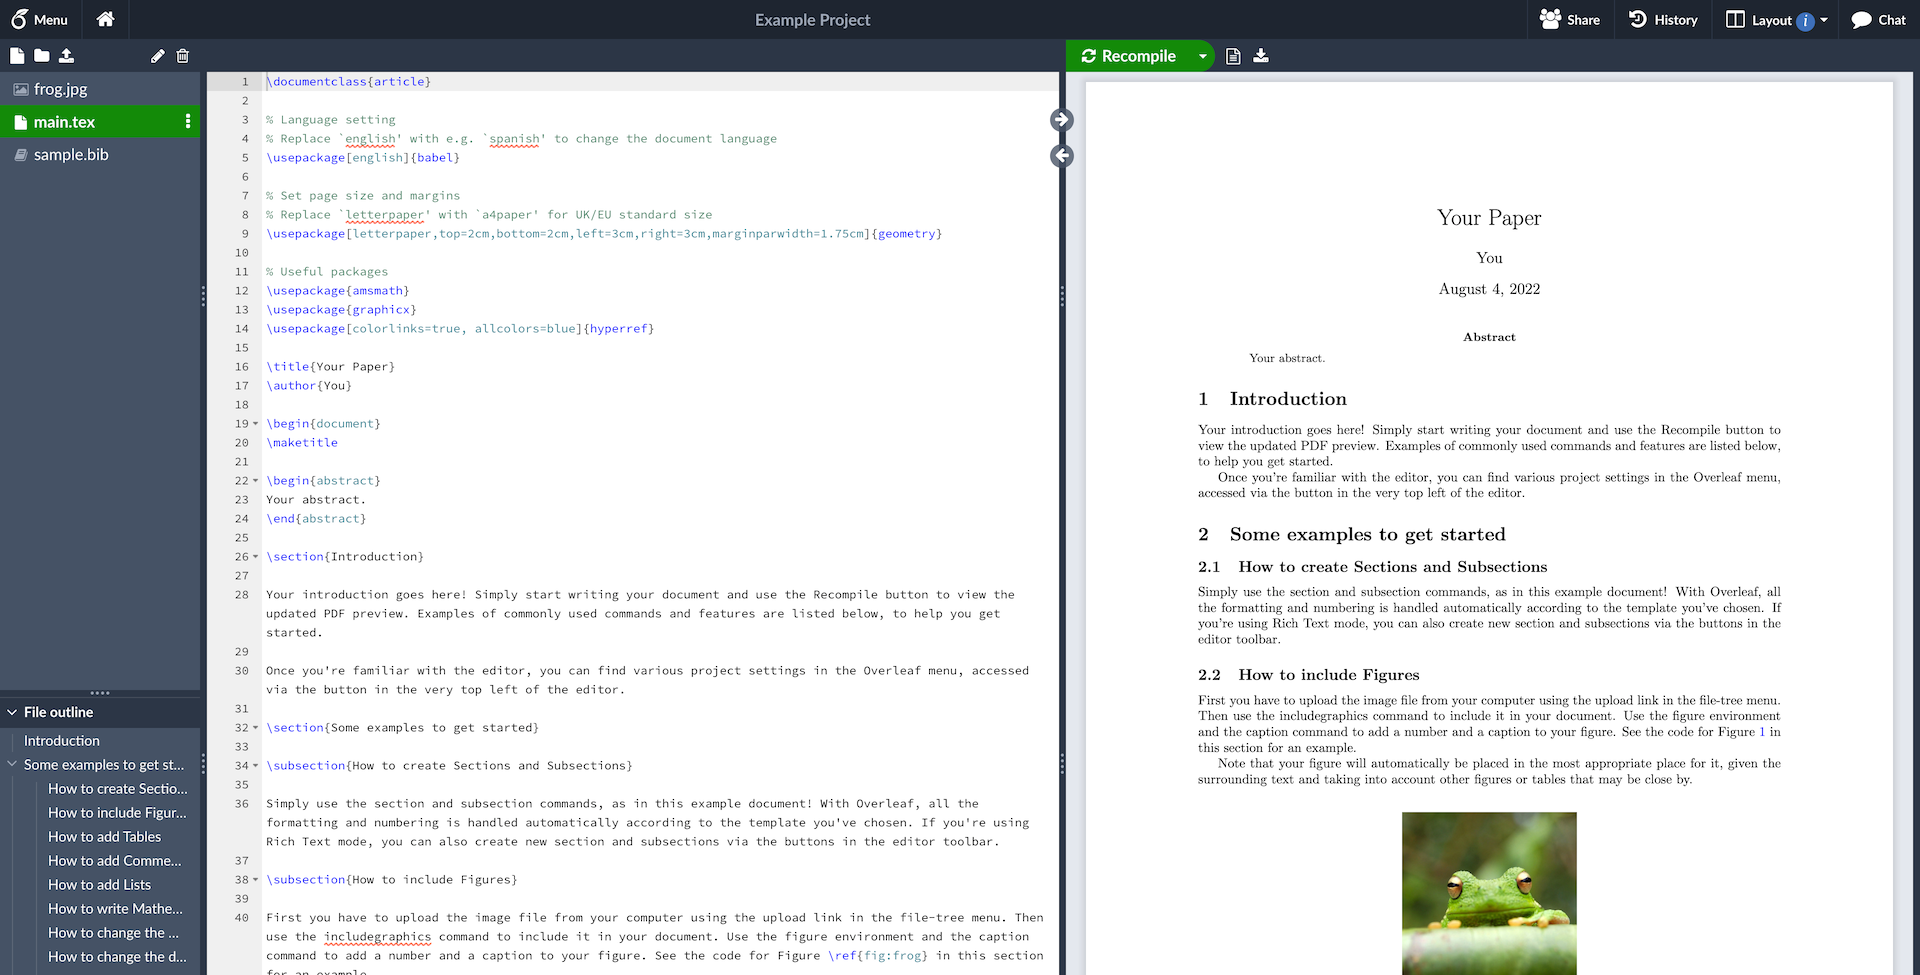 Menu
Example Project
Share
History
Layout i
Chat
Recompile
frog.jpg
main.tex
sample.bib
File outline
Introduction
Some examples to get st...
How to create Sectio...
How to include Figur...
How to add Tables
How to add Comme...
How to add Lists
How to write Mathe...
How to change the ...
How to change the d...
1 \documentclass{article}
2
3 % Language setting
4 % Replace `english' with e.g. `spanish' to change the document language
5 \usepackage[english]{babel}
6
7 % Set page size and margins
8 % Replace `letterpaper' with `a4paper' for UK/EU standard size
9 \usepackage[letterpaper,top=2cm,bottom=2cm,left=3cm,right=3cm,marginparwidth=1.75cm]{geometry}
10
11 % Useful packages
12 \usepackage{amsmath}
13 \usepackage{graphicx}
14 \usepackage[colorlinks=true, allcolors=blue]{hyperref}
15
16 \title{Your Paper}
17 \author{You}
18
19 \begin{document}
20 \maketitle
21
22 \begin{abstract}
23 Your abstract.
24 \end{abstract}
25
26 \section{Introduction}
27
28 Your introduction goes here! Simply start writing your document and use the Recompile button to view the
updated PDF preview. Examples of commonly used commands and features are listed below, to help you get
started.
29
30 Once you're familiar with the editor, you can find various project settings in the Overleaf menu, accessed
via the button in the very top left of the editor.
31
32 \section{Some examples to get started}
33
34 \subsection{How to create Sections and Subsections}
35
36 Simply use the section and subsection commands, as in this example document! With Overleaf, all the
formatting and numbering is handled automatically according to the template you've chosen. If you're using
Rich Text mode, you can also create new section and subsections via the buttons in the editor toolbar.
37
38 \subsection{How to include Figures}
39
40 First you have to upload the image file from your computer using the upload link in the file-tree menu. Then
use the includegraphics command to include it in your document. Use the figure environment and the caption
command to add a number and a caption to your figure. See the code for Figure \ref{fig:frog} in this section
for an example.
Your Paper
You
August 4, 2022
Abstract
Your abstract.
1 Introduction
Your introduction goes here! Simply start writing your document and use the Recompile button to
view the updated PDF preview. Examples of commonly used commands and features are listed below,
to help you get started.
Once you're familiar with the editor, you can find various project settings in the Overleaf menu,
accessed via the button in the very top left of the editor.
2 Some examples to get started
2.1 How to create Sections and Subsections
Simply use the section and subsection commands, as in this example document! With Overleaf, all
the formatting and numbering is handled automatically according to the template you've chosen. If
you're using Rich Text mode, you can also create new section and subsections via the buttons in the
editor toolbar.
2.2 How to include Figures
First you have to upload the image file from your computer using the upload link in the file-tree menu.
Then use the includegraphics command to include it in your document. Use the figure environment
and the caption command to add a number and a caption to your figure. See the code for Figure 1 in
this section for an example.
Note that your figure will automatically be placed in the most appropriate place for it, given the
surrounding text and taking into account other figures or tables that may be close by.